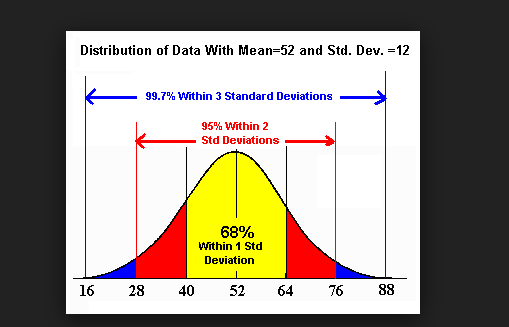 Distribution of Data With Mean=52 and Std. Dev. =12
99.7% Within 3 Standard Deviations
95% Within 2
Std Deviations
68%
Within 1 Std
Deviation
16 28 40 52 64 76 88